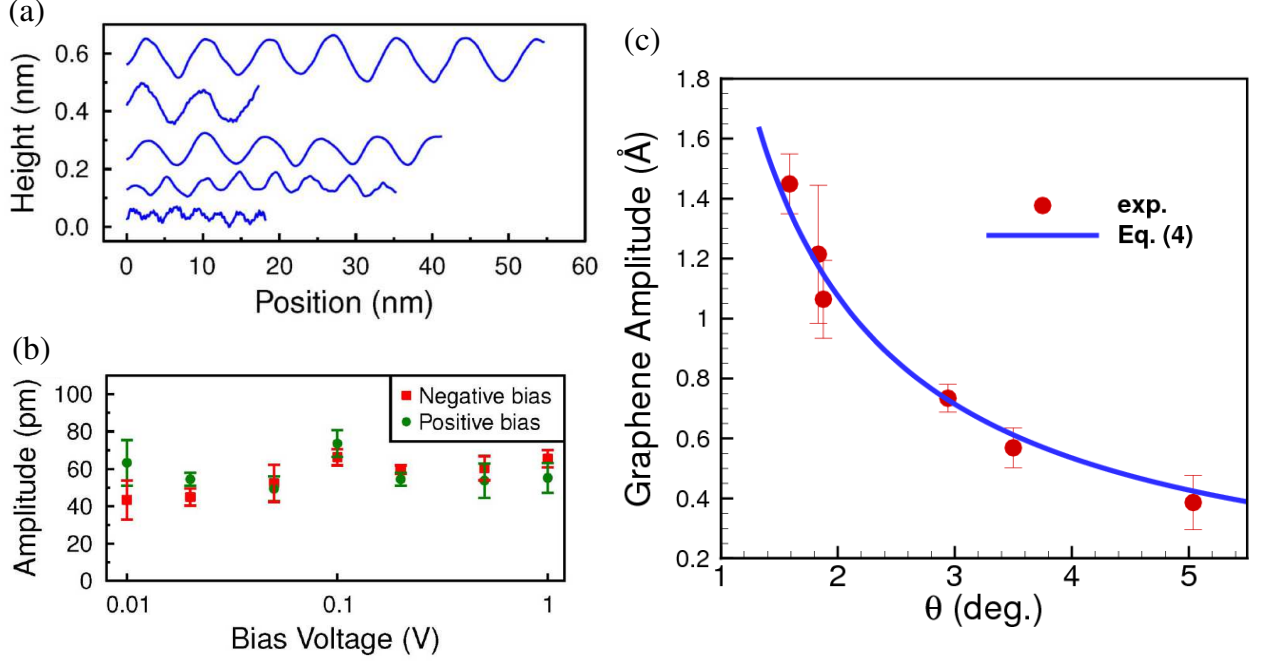 (a)
Height (nm)
0.6
0.4
0.2
0.0
0 10 20 30 40 50 60
Position (nm)
(b)
Amplitude (pm)
100
80
60
40
20
0
Negative bias
Positive bias
0.01 0.1 1
Bias Voltage (V)
(c)
Graphene Amplitude (Å)
1.8
1.6
1.4
1.2
1
0.8
0.6
0.4
0.2
exp.
Eq. (4)
1 2 3 4 5
θ (deg.)